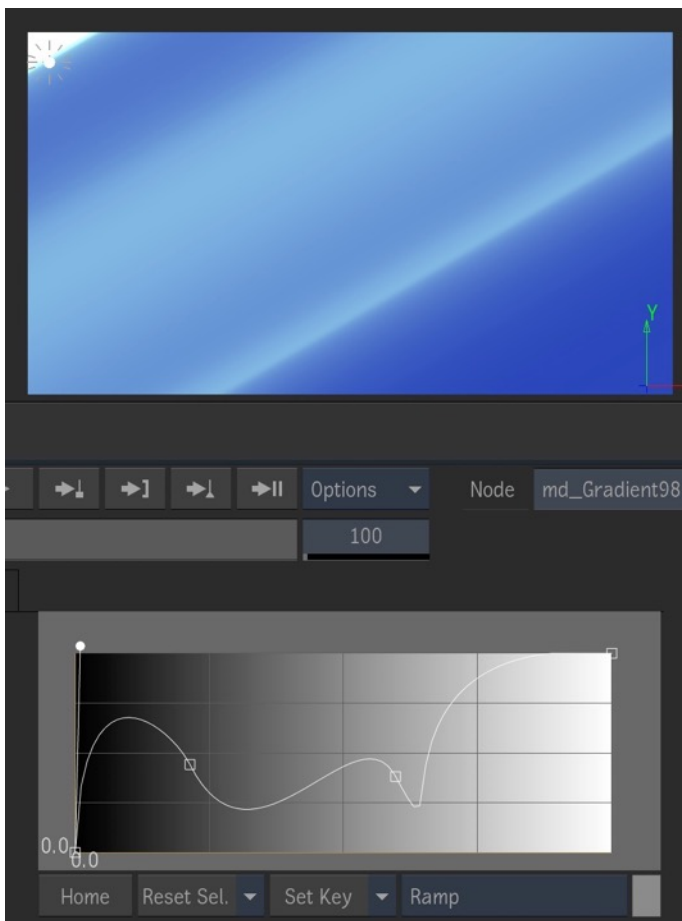 Y
Options Node md_Gradient98
100
0.0
0.0
Home Reset Sel. Set Key Ramp